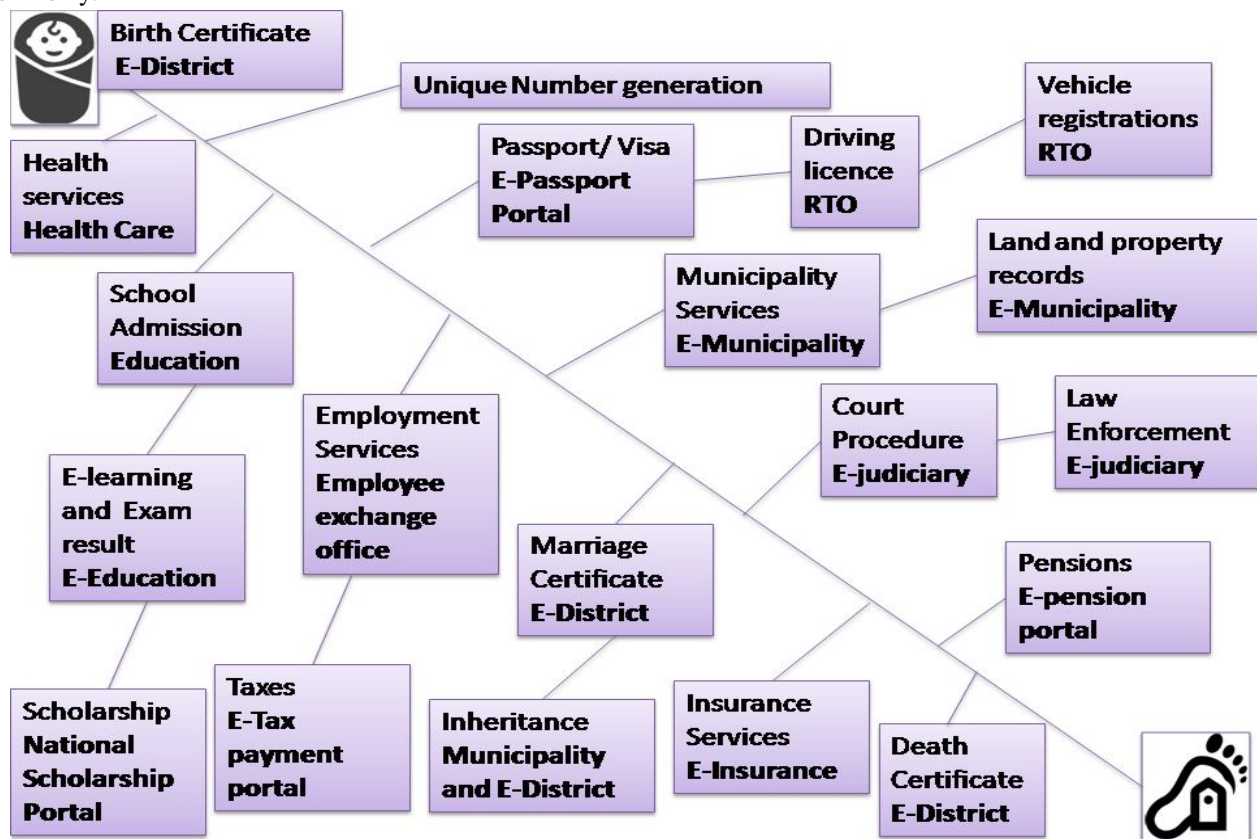 Birth Certificate
E-District
Unique Number generation
Vehicle
registrations
RTO
Passport/ Visa
E-Passport
Portal
Driving
licence
RTO
Health
services
Health Care
Land and property
records
E-Municipality
Municipality
Services
E-Municipality
School
Admission
Education
Employment
Services
Employee
exchange
office
Court
Procedure
E-judiciary
Law
Enforcement
E-judiciary
E-learning
and Exam
result
E-Education
Marriage
Certificate
E-District
Pensions
E-pension
portal
Scholarship
National
Scholarship
Portal
Taxes
E-Tax
payment
portal
Inheritance
Municipality
and E-District
Insurance
Services
E-Insurance
Death
Certificate
E-District